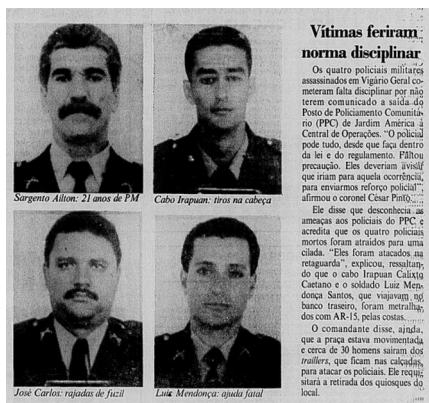 Sargento Ailton: 21 anos de PM
Cabo Irapuan: tiros na cabeça
José Carlos: rajadas de fuzil
Luiz Mendonça: ajuda fatal
Vítimas feriram
norma disciplinar
Os quatro policiais militares
assassinados em Vigário Geral co-
meteram falta disciplinar por não
terem comunicado a saída do
Posto de Policiamento Comunitá-
rio (PPC) de Jardim América à
Central de Operações. "O policial
pode tudo, desde que faça dentro
da lei e do regulamento. Faltou
precaução. Eles deveriam avisar
que iriam para aquela ocorrência,
para enviarmos reforço policial",
afirmou o coronel César Pinto.
Ele disse que desconhecia as
ameaças aos policiais do PPC e
acredita que os quatro policiais
mortos foram atraídos para uma
cilada. "Eles foram atacados na
retaguarda", explicou, ressaltan-
do que o cabo Irapuan Calixto
Caetano e o soldado Luiz Men-
donça Santos, que viajavam no
banco traseiro, foram metralha-
dos com AR-15, pelas costas.
O comandante disse, ainda,
que a praça estava movimentada
e cerca de 30 homens saíram dos
traillers, que ficam nas calçadas,
para atacar os policiais. Ele requi-
sitará a retirada dos quiosques do
local.